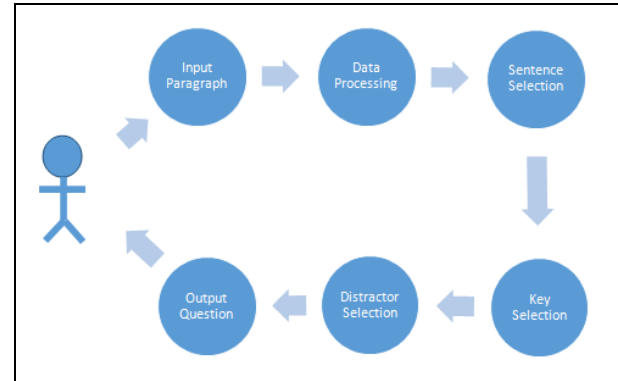 Input
Paragraph
Data
Processing
Sentence
Selection
Key
Selection
Distractor
Selection
Output
Question